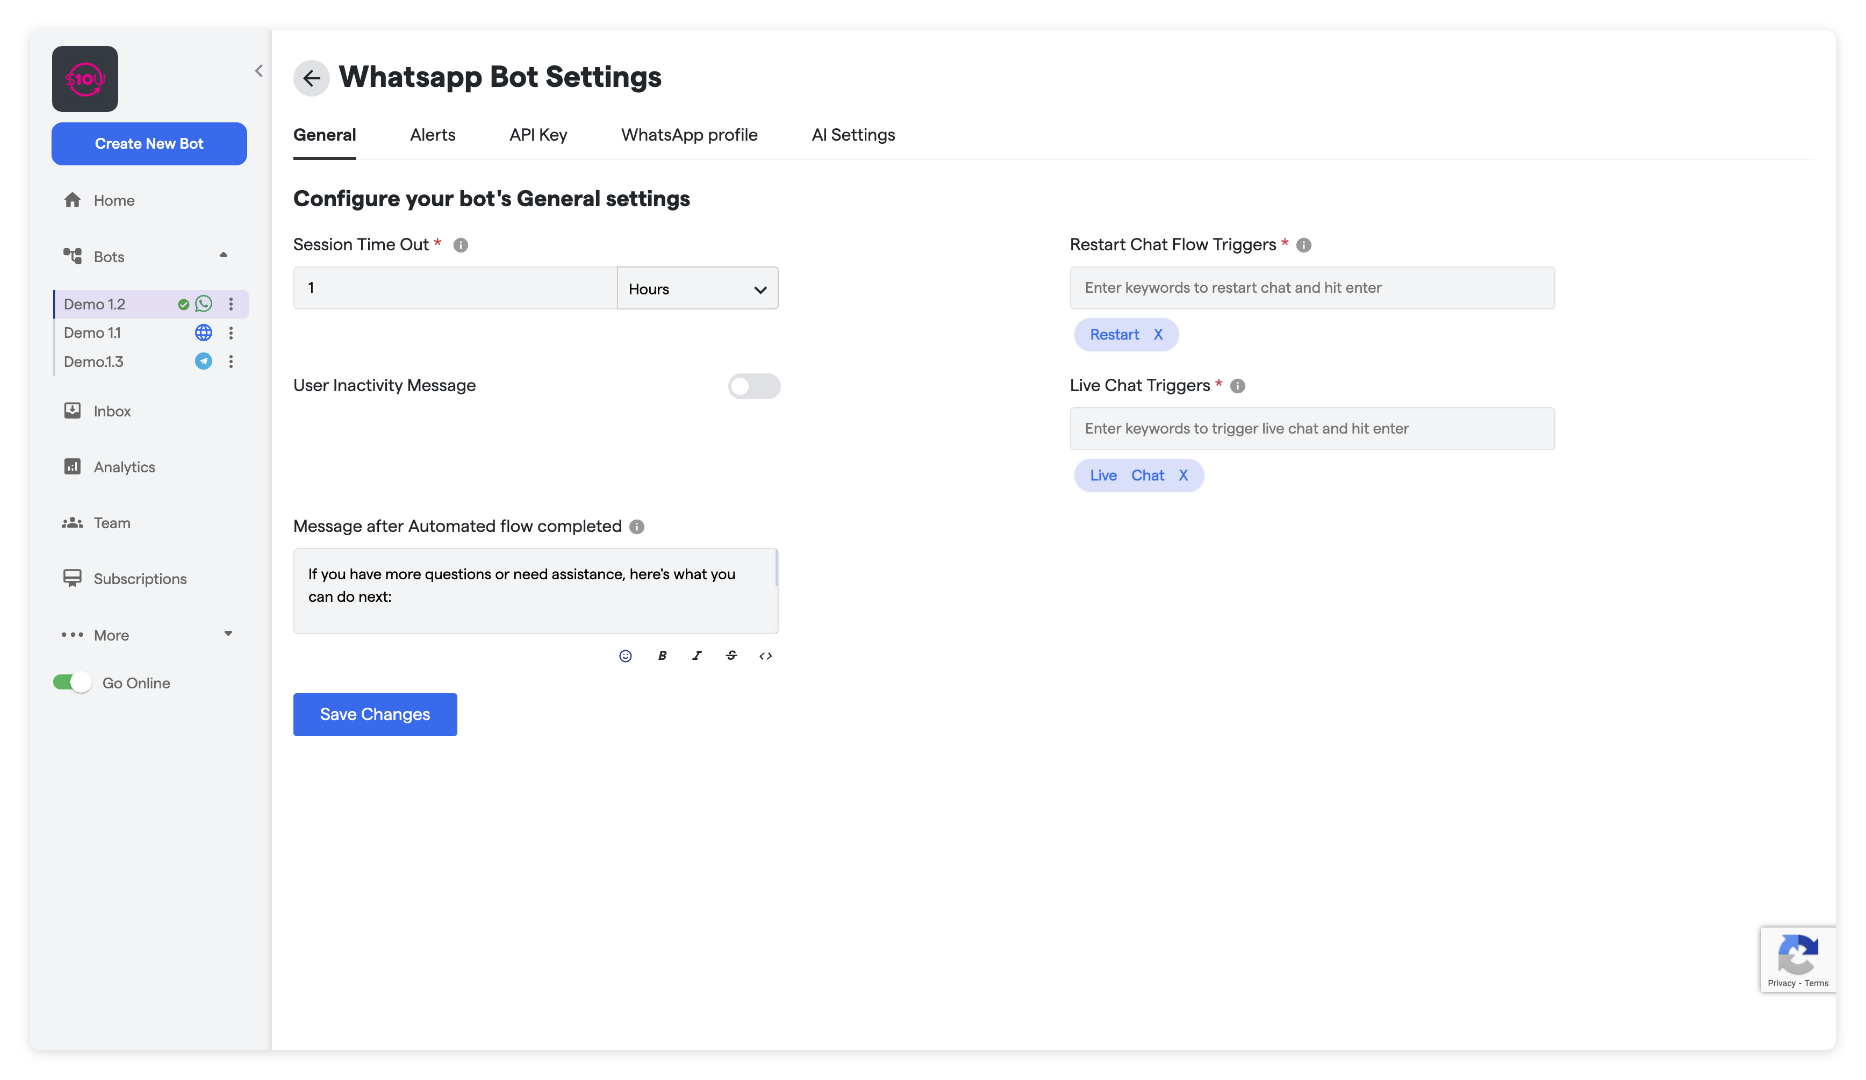 $10U
Create New Bot
Home
Bots
Demo 1.2
Demo 1.1
Demo.1.3
Inbox
Analytics
Team
Subscriptions
More
Go Online
Whatsapp Bot Settings
General
Alerts
API Key
WhatsApp profile
AI Settings
Configure your bot's General settings
Session Time Out *
1
Hours
Restart Chat Flow Triggers *
Enter keywords to restart chat and hit enter
Restart X
User Inactivity Message
Live Chat Triggers *
Enter keywords to trigger live chat and hit enter
Live Chat X
Message after Automated flow completed
If you have more questions or need assistance, here's what you
can do next:
B I S <>
Save Changes
Privacy - Terms